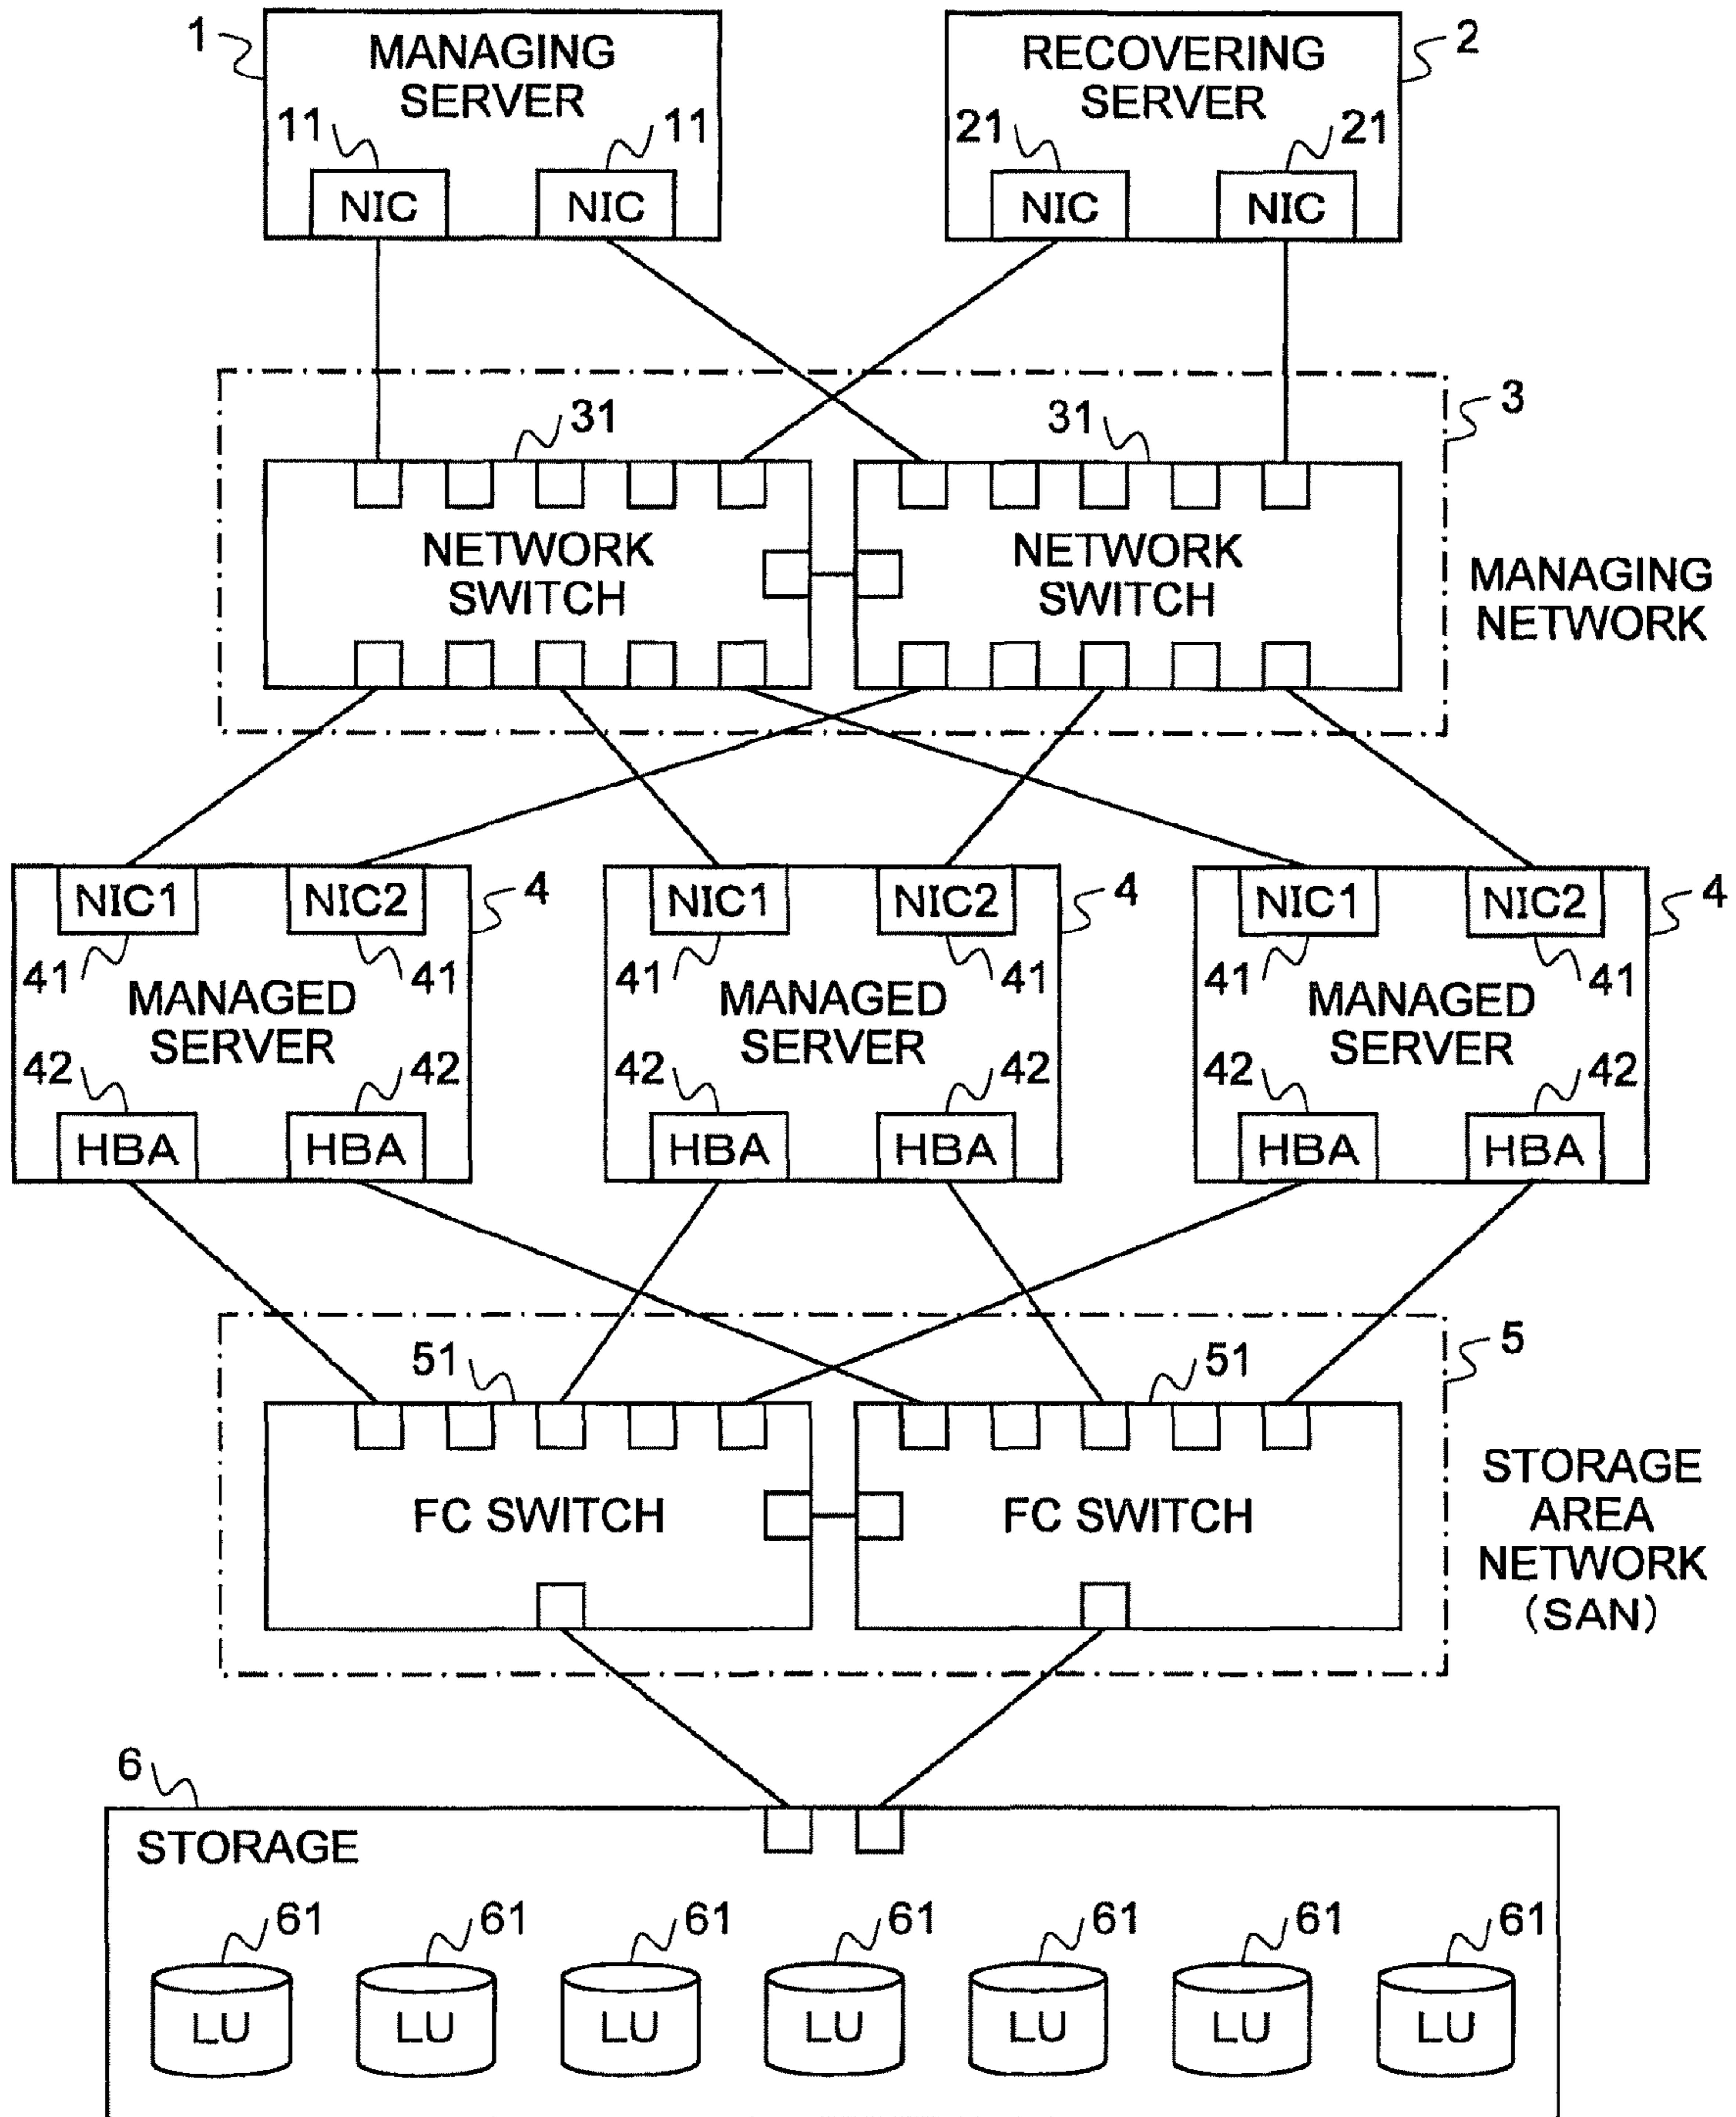 1
MANAGING
SERVER
11
11
NIC
NIC
2
RECOVERING
SERVER
21
21
NIC
NIC
3
31
31
NETWORK
SWITCH
NETWORK
SWITCH
MANAGING
NETWORK
NIC1
NIC2
4
41
41
MANAGED
SERVER
42
42
HBA
HBA
NIC1
NIC2
4
41
41
MANAGED
SERVER
42
42
HBA
HBA
NIC1
NIC2
4
41
41
MANAGED
SERVER
42
42
HBA
HBA
5
51
51
FC SWITCH
FC SWITCH
STORAGE
AREA
NETWORK
(SAN)
6
STORAGE
61
61
61
61
61
61
61
LU
LU
LU
LU
LU
LU
LU